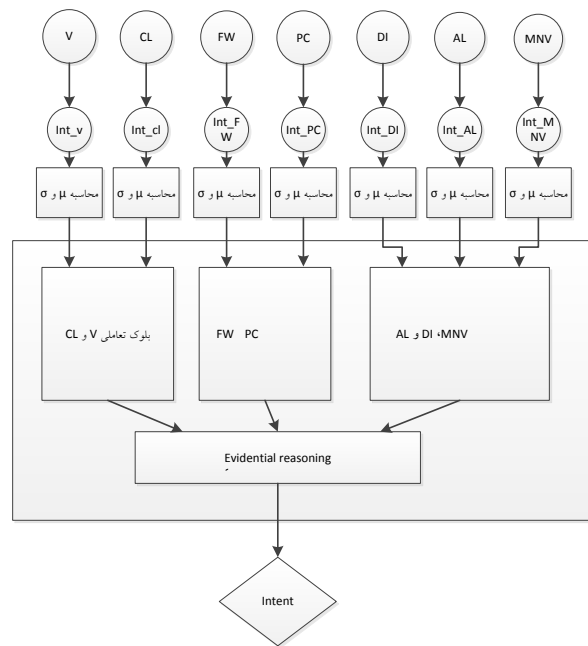 V
CL
FW
PC
DI
AL
MNV
Int_v
Int_cl
Int_F
W
Int_PC
Int_DI
Int_AL
Int_M
NV
محاسبه μ و σ
محاسبه μ و σ
محاسبه μ و σ
محاسبه μ و σ
محاسبه μ و σ
محاسبه μ و σ
محاسبه μ و σ
بلوک تعاملی V و CL
FW PC
MNV، DI و AL
Evidential reasoning
Intent